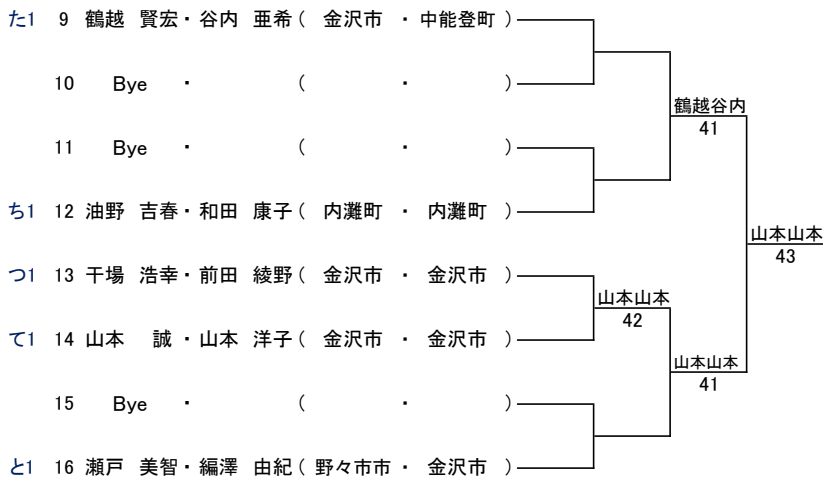 た1 9 鶴越 賢宏・谷内 亜希( 金沢市 ・ 中能登町 )
10 Bye ・ ( ・ )
鶴越谷内
41
11 Bye ・ ( ・ )
ち1 12 油野 吉春・和田 康子( 内灘町 ・ 内灘町 )
山本山本
43
つ1 13 干場 浩幸・前田 綾野( 金沢市 ・ 金沢市 )
山本山本
42
て1 14 山本 誠・山本 洋子( 金沢市 ・ 金沢市 )
山本山本
41
15 Bye ・ ( ・ )
と1 16 瀬戸 美智・編澤 由紀( 野々市市・ 金沢市 )